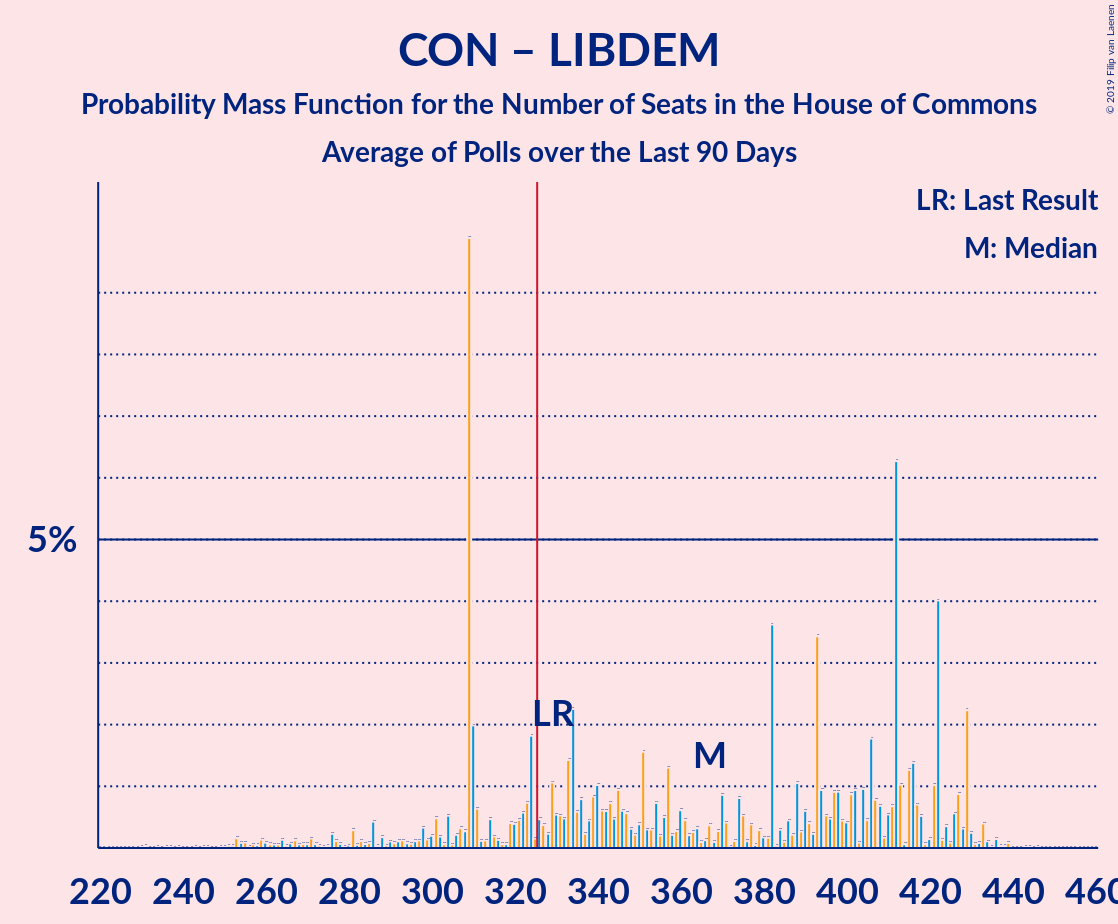 CON – LIBDEM
Probability Mass Function for the Number of Seats in the House of Commons
Average of Polls over the Last 90 Days
© 2019 Filip van Laenen
LR: Last Result
M: Median
5%
LR
M
220 240 260 280 300 320 340 360 380 400 420 440 460